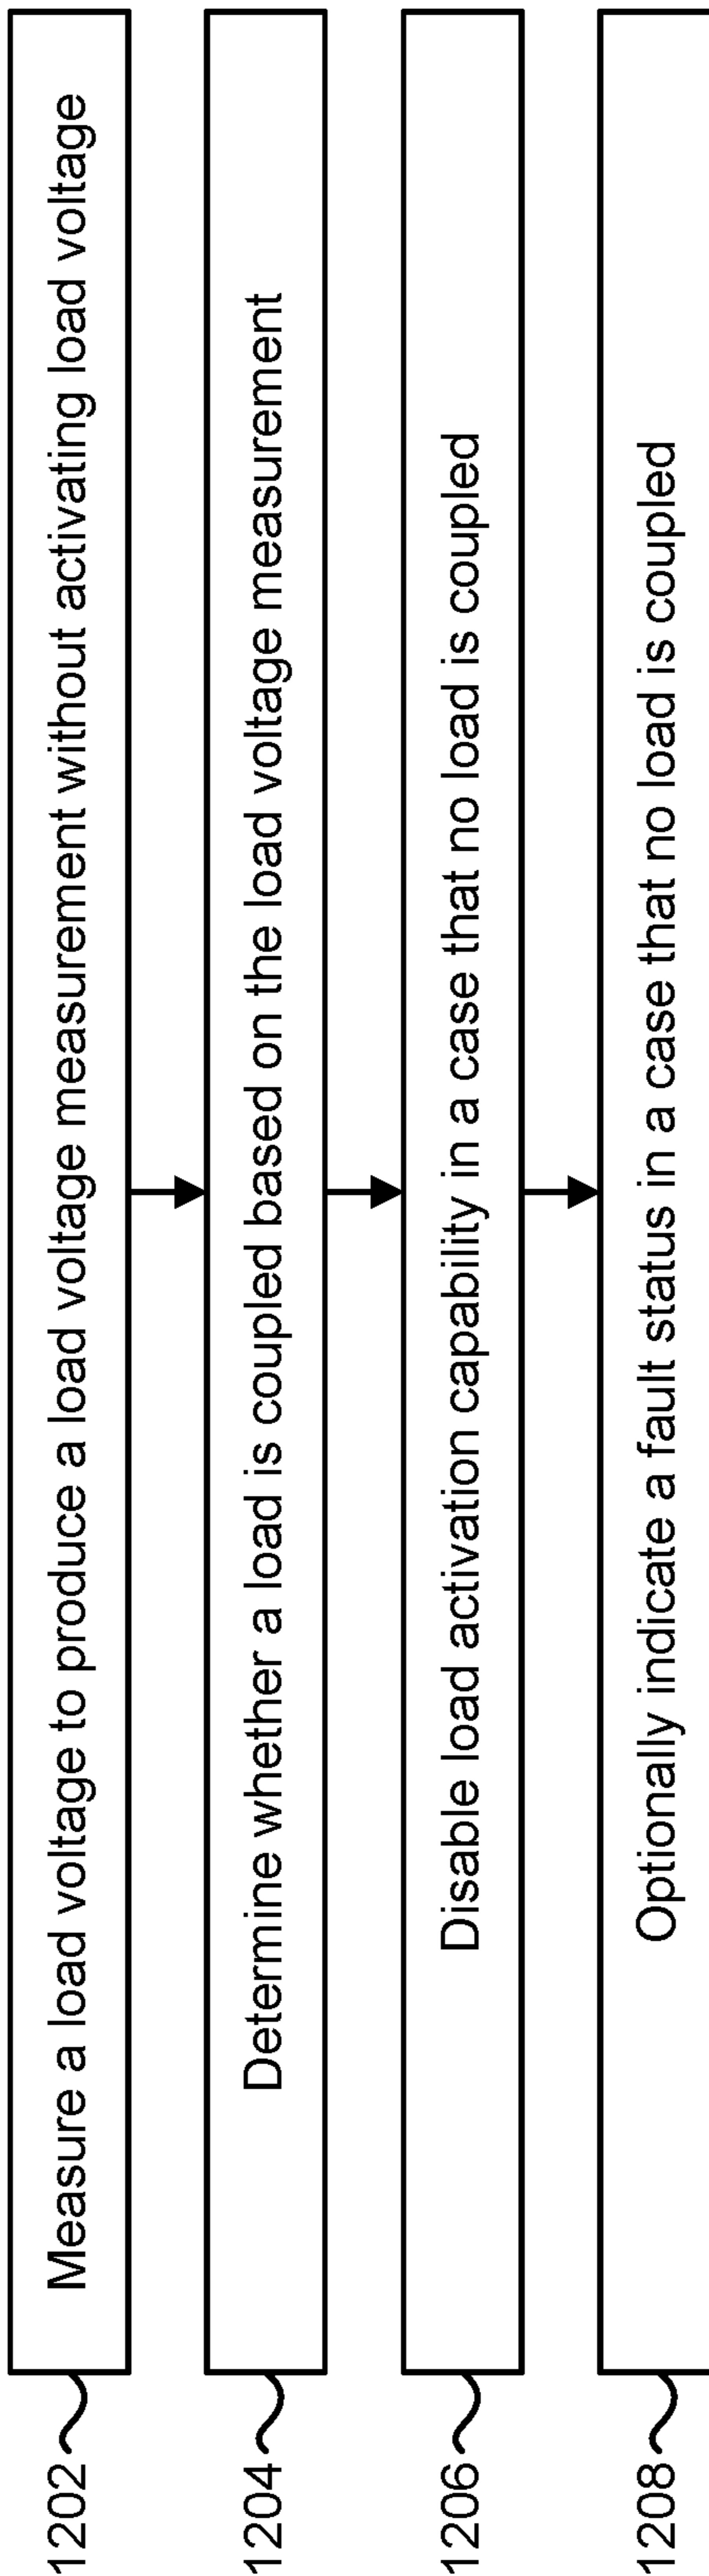 1202
Measure a load voltage to produce a load voltage measurement without activating load voltage
1204
Determine whether a load is coupled based on the load voltage measurement
1206
Disable load activation capability in a case that no load is coupled
1208
Optionally indicate a fault status in a case that no load is coupled